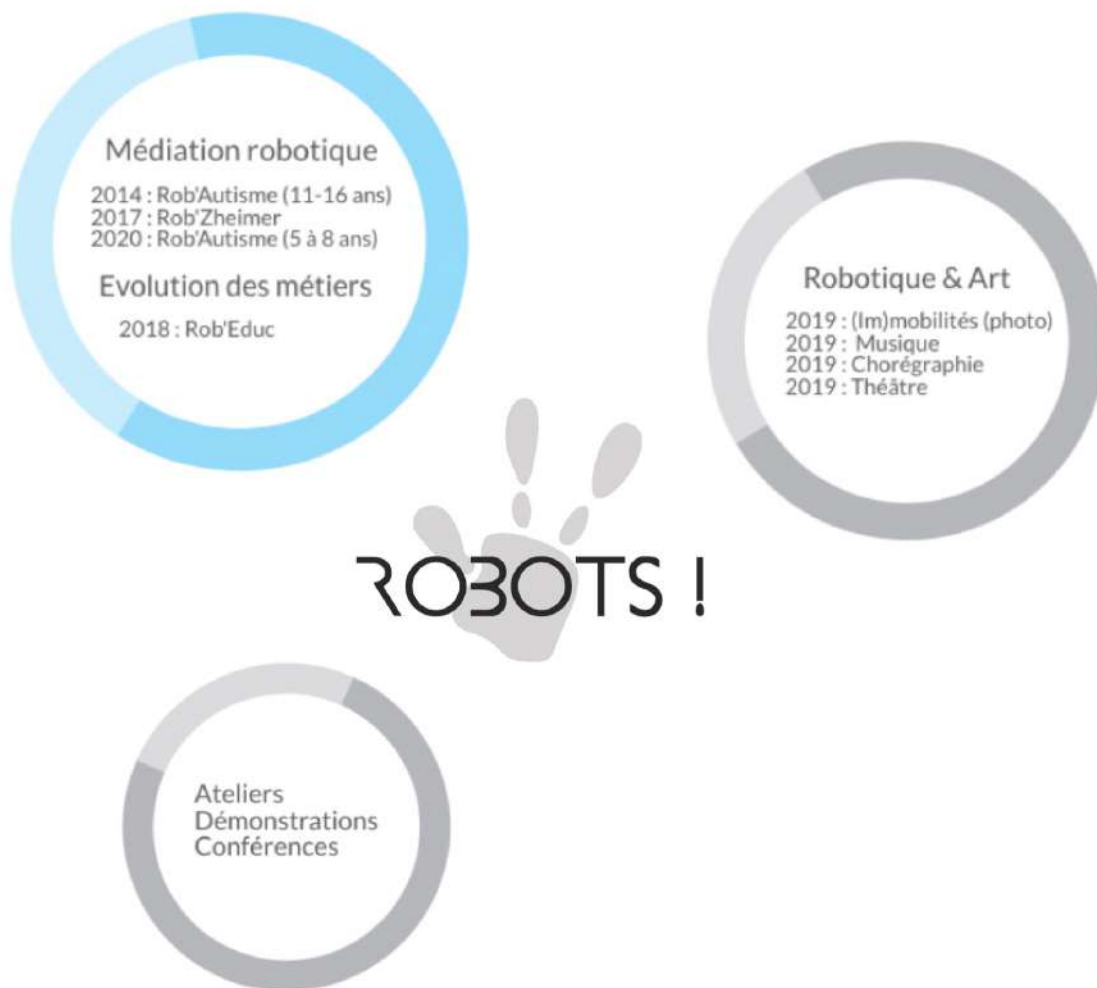 Médiation robotique
2014 : Rob'Autisme (11-16 ans)
2017 : Rob'Zheimer
2020 : Rob'Autisme (5 à 8 ans)
Evolution des métiers
2018 : Rob'Educ
Robotique & Art
2019 : (Im)mobilités (photo)
2019 : Musique
2019 : Chorégraphie
2019 : Théâtre
ROBOTS !
Ateliers
Démonstrations
Conférences